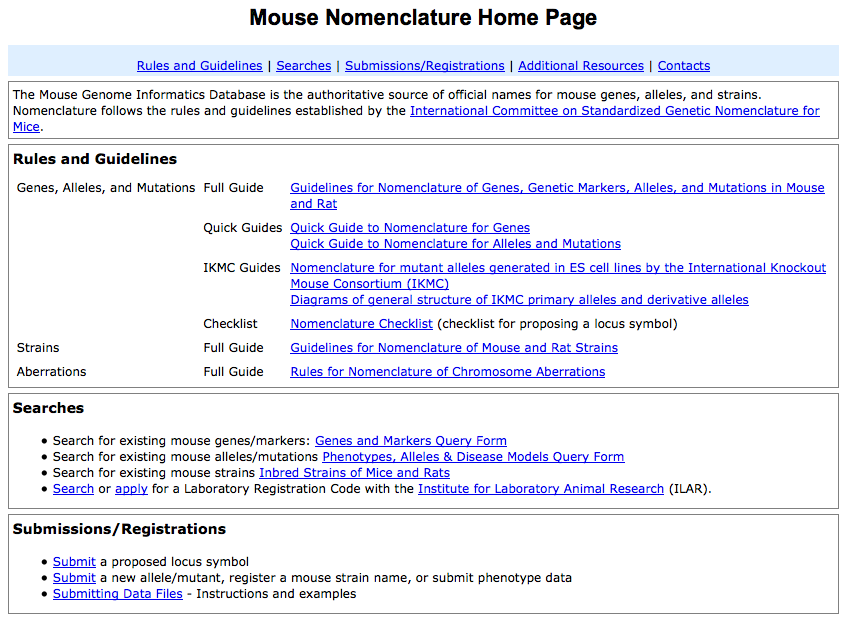 Mouse Nomenclature Home Page
Rules and Guidelines | Searches | Submissions/Registrations | Additional Resources | Contacts
The Mouse Genome Informatics Database is the authoritative source of official names for mouse genes, alleles, and strains.
Nomenclature follows the rules and guidelines established by the International Committee on Standardized Genetic Nomenclature for
Mice.
Rules and Guidelines
Genes, Alleles, and Mutations Full Guide Guidelines for Nomenclature of Genes, Genetic Markers, Alleles, and Mutations in Mouse
and Rat
Quick Guides Quick Guide to Nomenclature for Genes
Quick Guide to Nomenclature for Alleles and Mutations
IKMC Guides Nomenclature for mutant alleles generated in ES cell lines by the International Knockout
Mouse Consortium (IKMC)
Diagrams of general structure of IKMC primary alleles and derivative alleles
Checklist Nomenclature Checklist (checklist for proposing a locus symbol)
Strains Full Guide Guidelines for Nomenclature of Mouse and Rat Strains
Aberrations Full Guide Rules for Nomenclature of Chromosome Aberrations
Searches
• Search for existing mouse genes/markers: Genes and Markers Query Form
• Search for existing mouse alleles/mutations Phenotypes, Alleles & Disease Models Query Form
• Search for existing mouse strains Inbred Strains of Mice and Rats
• Search or apply for a Laboratory Registration Code with the Institute for Laboratory Animal Research (ILAR).
Submissions/Registrations
• Submit a proposed locus symbol
• Submit a new allele/mutant, register a mouse strain name, or submit phenotype data
• Submitting Data Files - Instructions and examples